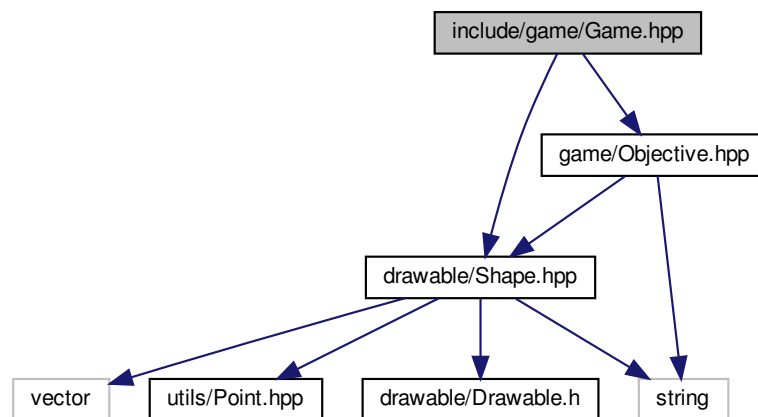 include/game/Game.hpp
game/Objective.hpp
drawable/Shape.hpp
vector
utils/Point.hpp
drawable/Drawable.h
string